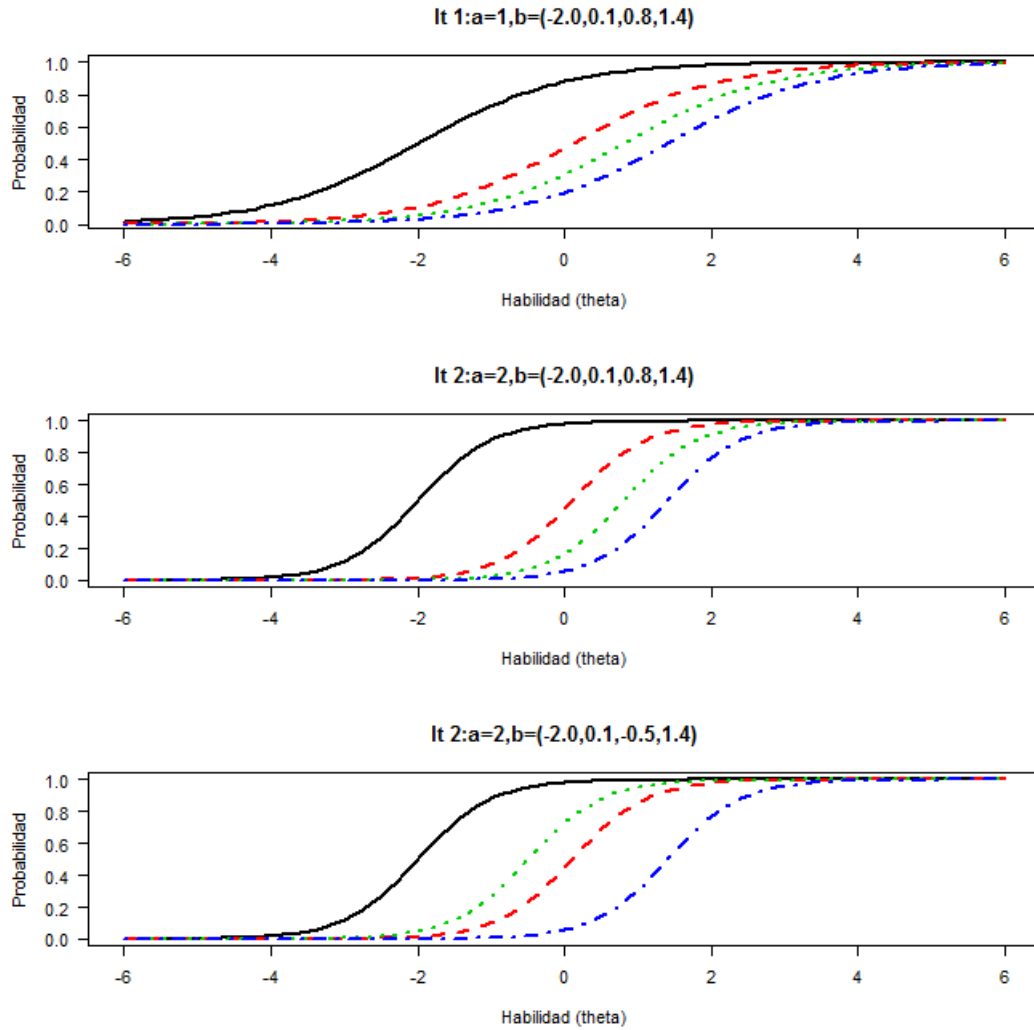 It 1:a=1,b=(-2.0,0.1,0.8,1.4)
1.0
0.8
0.6
0.4
0.2
0.0
Probabilidad
-6 -4 -2 0 2 4 6
Habilidad (theta)
It 2:a=2,b=(-2.0,0.1,0.8,1.4)
1.0
0.8
0.6
0.4
0.2
0.0
Probabilidad
-6 -4 -2 0 2 4 6
Habilidad (theta)
It 2:a=2,b=(-2.0,0.1,-0.5,1.4)
1.0
0.8
0.6
0.4
0.2
0.0
Probabilidad
-6 -4 -2 0 2 4 6
Habilidad (theta)